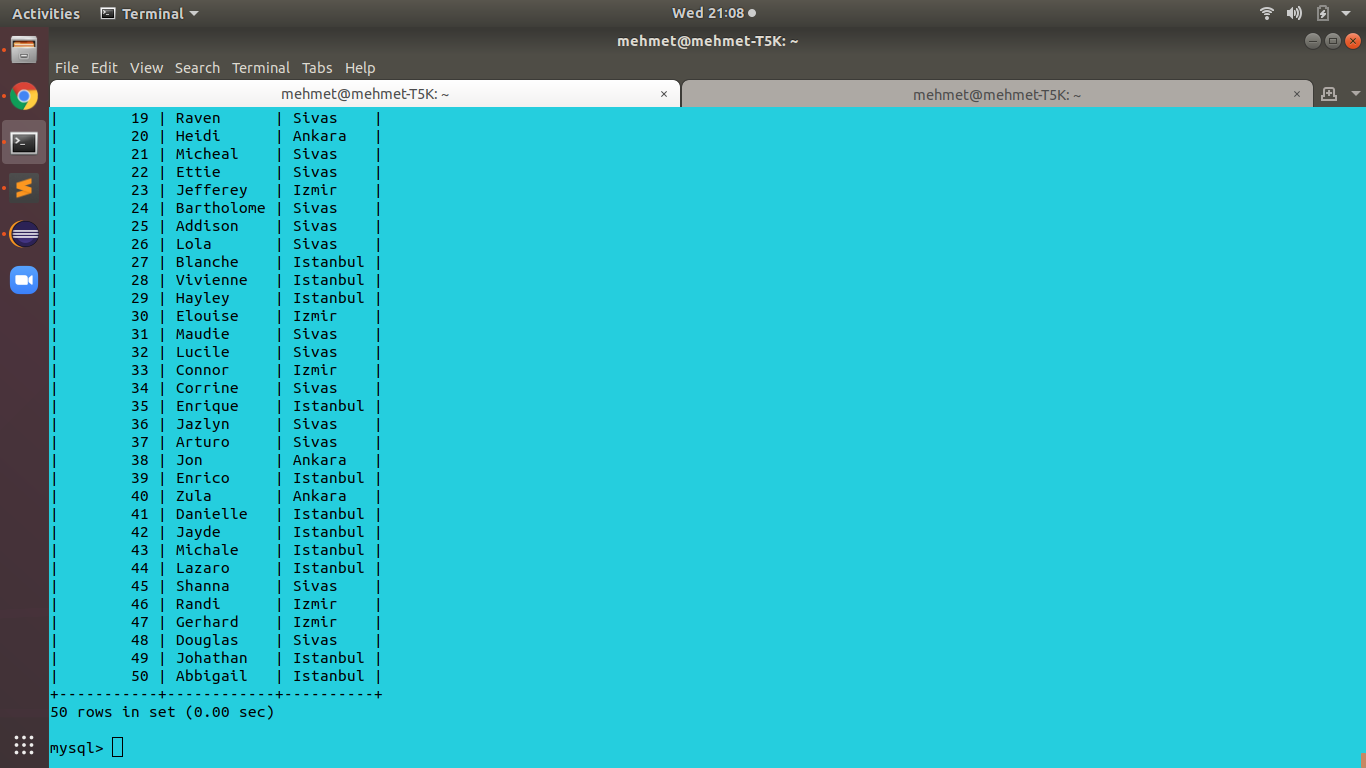 Activities Terminal Wed 21:08
mehmet@mehmet-T5K: ~
File Edit View Search Terminal Tabs Help
mehmet@mehmet-T5K: ~ × mehmet@mehmet-T5K: ~ ×
|        19 | Raven      | Sivas    |
|        20 | Heidi      | Ankara   |
|        21 | Micheal    | Sivas    |
|        22 | Ettie      | Sivas    |
|        23 | Jefferey   | Izmir    |
|        24 | Bartholome | Sivas    |
|        25 | Addison    | Sivas    |
|        26 | Lola       | Sivas    |
|        27 | Blanche    | Istanbul |
|        28 | Vivienne   | Istanbul |
|        29 | Hayley     | Istanbul |
|        30 | Elouise    | Izmir    |
|        31 | Maudie     | Sivas    |
|        32 | Lucile     | Sivas    |
|        33 | Connor     | Izmir    |
|        34 | Corrine    | Sivas    |
|        35 | Enrique    | Istanbul |
|        36 | Jazlyn     | Sivas    |
|        37 | Arturo     | Sivas    |
|        38 | Jon        | Ankara   |
|        39 | Enrico     | Istanbul |
|        40 | Zula       | Ankara   |
|        41 | Danielle   | Istanbul |
|        42 | Jayde      | Istanbul |
|        43 | Michale    | Istanbul |
|        44 | Lazaro     | Istanbul |
|        45 | Shanna     | Sivas    |
|        46 | Randi      | Izmir    |
|        47 | Gerhard    | Izmir    |
|        48 | Douglas    | Sivas    |
|        49 | Johathan   | Istanbul |
|        50 | Abbigail   | Istanbul |
+-----------+------------+----------+
50 rows in set (0.00 sec)
mysql>